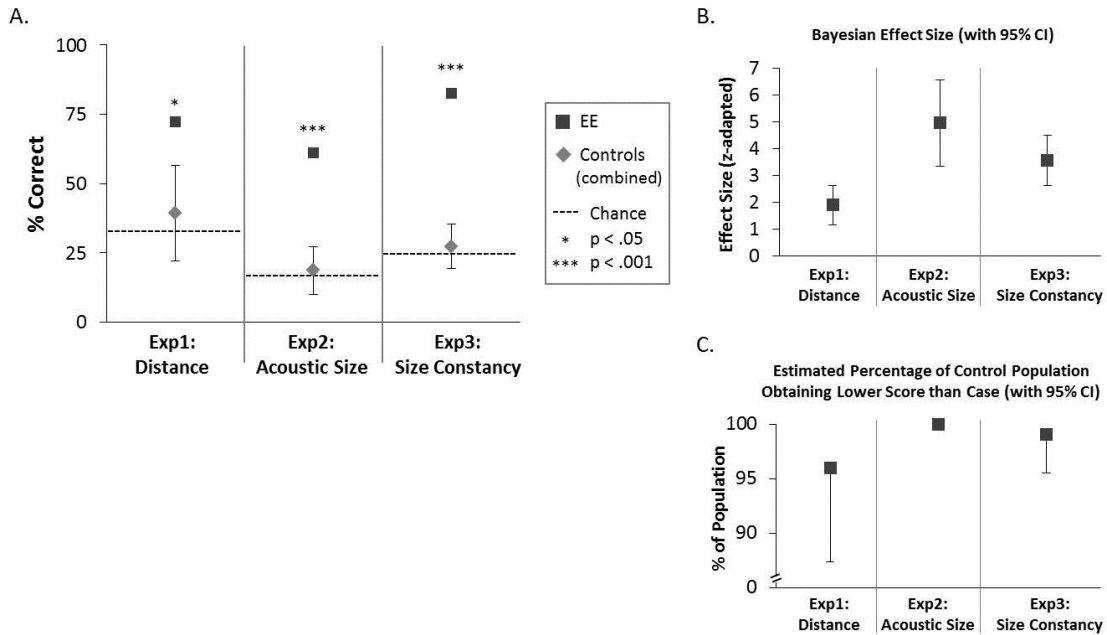 A.
% Correct
100
75
50
25
0
*
***
***
Exp1:
Distance
Exp2:
Acoustic Size
Exp3:
Size Constancy
EE
Controls
(combined)
Chance
* p < .05
*** p < .001
B.
Bayesian Effect Size (with 95% CI)
Effect Size (z-adapted)
7
6
5
4
3
2
1
0
Exp1:
Distance
Exp2:
Acoustic Size
Exp3:
Size Constancy
C.
Estimated Percentage of Control Population
Obtaining Lower Score than Case (with 95% CI)
% of Population
100
95
90
0
Exp1:
Distance
Exp2:
Acoustic Size
Exp3:
Size Constancy